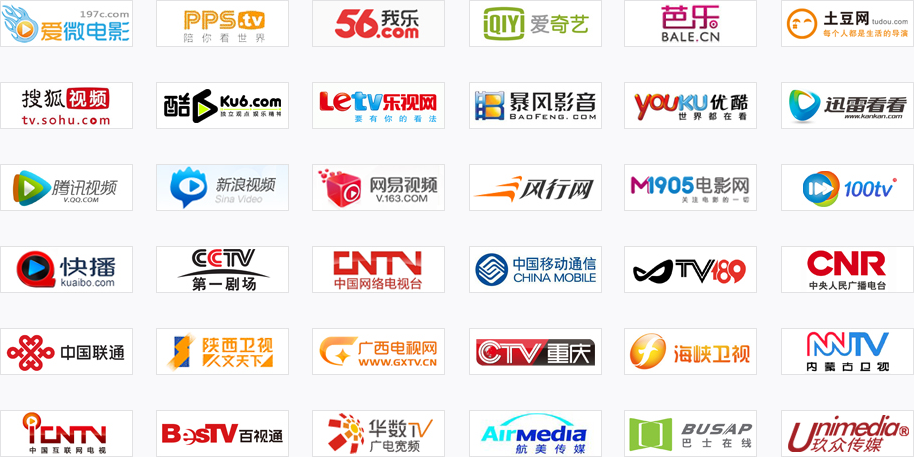 197c.com
爱微电影
PPS.tv
陪你看世界
56我乐
.com
iQIYI 爱奇艺
芭乐
BALE.CN
土豆网
tudou.com
每个人都是生活的导演
搜狐视频
tv.sohu.com
酷 Ku6.com
独立观点娱乐精神
Letv乐视网
要有你的看法
暴风影音
BAOFENG.COM
YOUKU优酷
世界都在看
迅雷看看
www.kankan.com
腾讯视频
V.QQ.COM
新浪视频
Sina Video
网易视频
V.163.COM
风行网
M1905电影网
关注电影的一切
100tv
快播
kuaibo.com
CCTV
第一剧场
CNTN
中国网络电视台
中国移动通信
CHINA MOBILE
TV189
CNR
中央人民广播电台
中国联通
陕西卫视
人文天下
广西电视网
WWW.GXTV.CN
CTV重庆
海峡卫视
NMTV
内蒙古卫视
iCNTN
中国互联网电视
BesTV百视通
华数TV
广电宽频
AirMedia
航美传媒
BUSAP
巴士在线
Unimedia®
玖众传媒